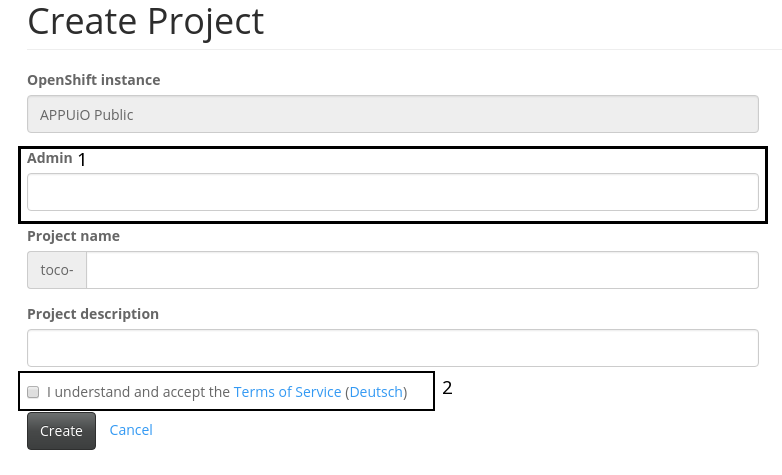 Create Project
OpenShift instance
APPUiO Public
Admin 1
Project name
toco-
Project description
I understand and accept the Terms of Service (Deutsch) 2
Create Cancel